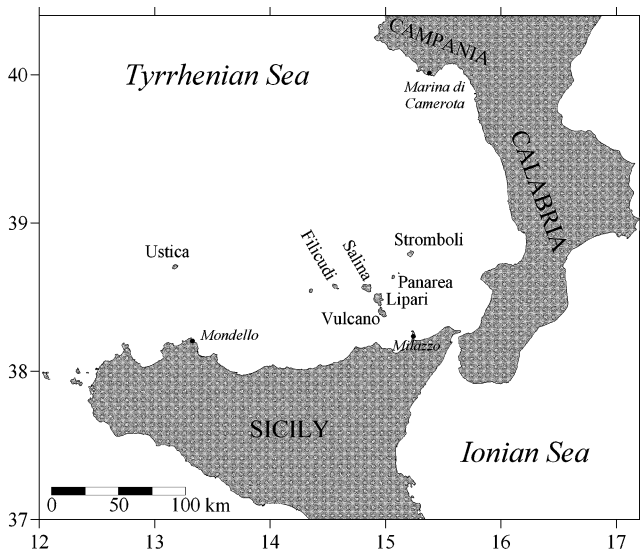 CAMPANIA
40
Tyrrhenian Sea
Marina di
Camerota
CALABRIA
39
Ustica
Filicudi
Salina
Stromboli
Panarea
Lipari
Vulcano
Mondello
Milazzo
38
SICILY
Ionian Sea
0 50 100 km
37
12 13 14 15 16 17